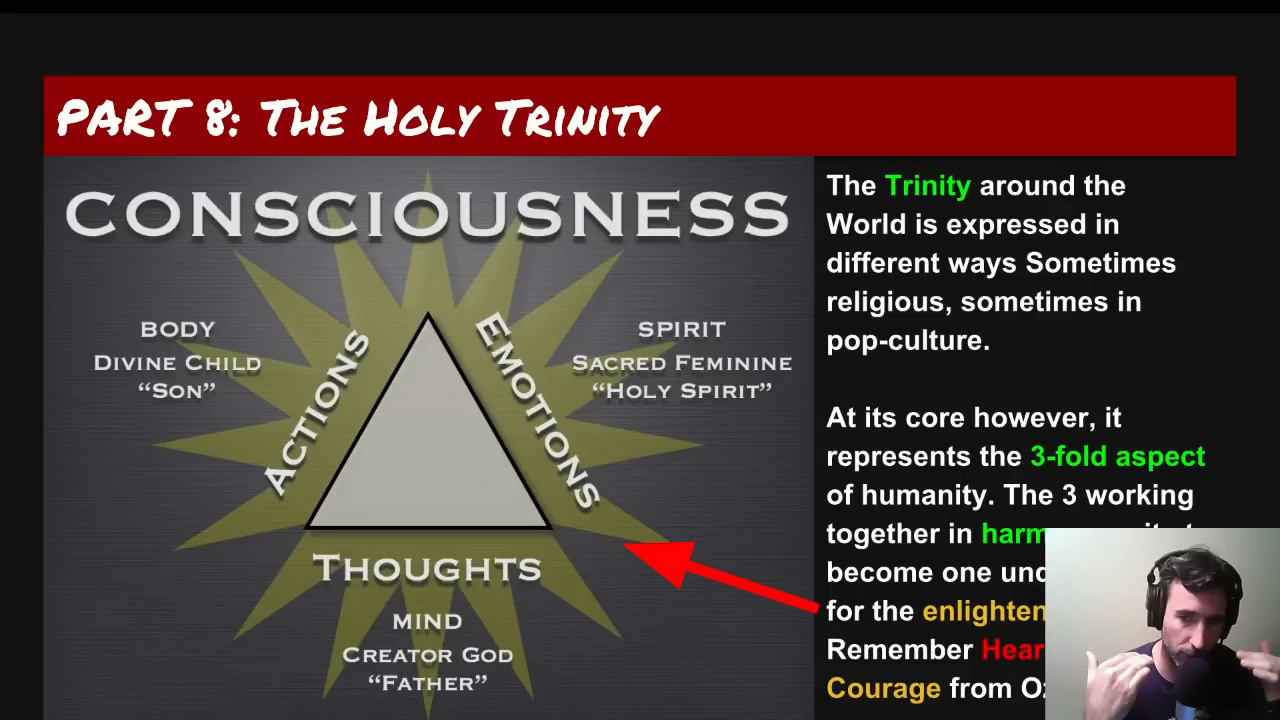 PART 8: THE HOLY TRINITY
CONSCIOUSNESS
BODY
DIVINE CHILD
“SON”
ACTIONS
EMOTIONS
SPIRIT
SACRED FEMININE
“HOLY SPIRIT”
THOUGHTS
MIND
CREATOR GOD
“FATHER”
The Trinity around the
World is expressed in
different ways Sometimes
religious, sometimes in
pop-culture.
At its core however, it
represents the 3-fold aspect
of humanity. The 3 working
together in
become one
for the
Remember
Courage from